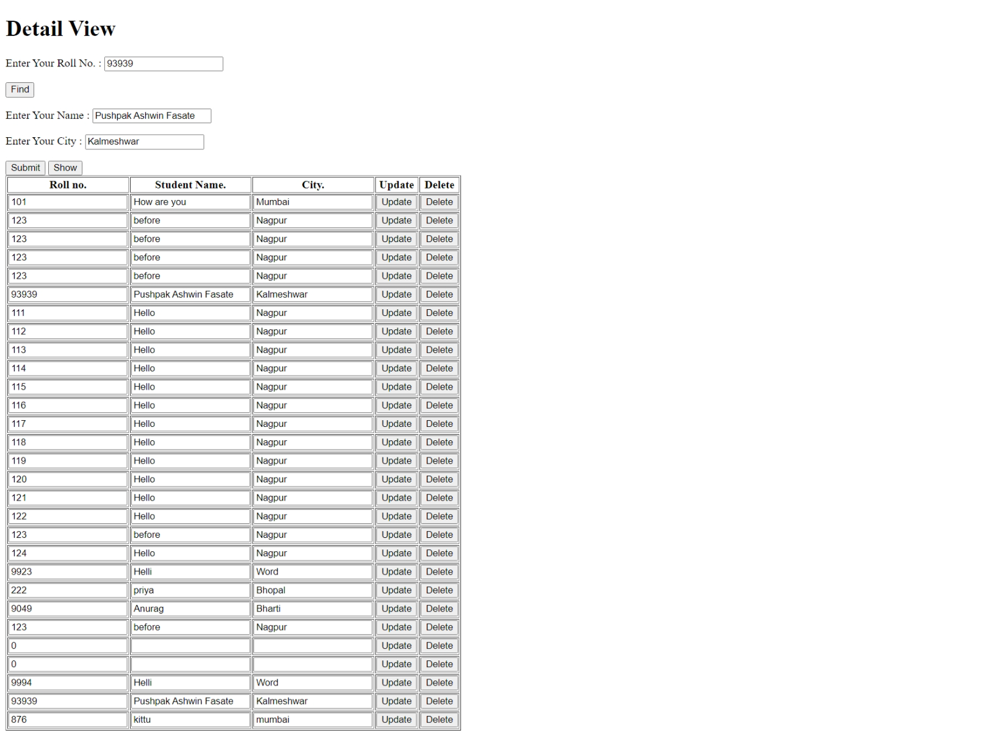 Detail View
Enter Your Roll No. : 93939
Find
Enter Your Name : Pushpak Ashwin Fasate
Enter Your City : Kalmeshwar
Submit Show
Roll no. Student Name. City. Update Delete
101 How are you Mumbai Update Delete
123 before Nagpur Update Delete
123 before Nagpur Update Delete
123 before Nagpur Update Delete
123 before Nagpur Update Delete
93939 Pushpak Ashwin Fasate Kalmeshwar Update Delete
111 Hello Nagpur Update Delete
112 Hello Nagpur Update Delete
113 Hello Nagpur Update Delete
114 Hello Nagpur Update Delete
115 Hello Nagpur Update Delete
116 Hello Nagpur Update Delete
117 Hello Nagpur Update Delete
118 Hello Nagpur Update Delete
119 Hello Nagpur Update Delete
120 Hello Nagpur Update Delete
121 Hello Nagpur Update Delete
122 Hello Nagpur Update Delete
123 before Nagpur Update Delete
124 Hello Nagpur Update Delete
9923 Helli Word Update Delete
222 priya Bhopal Update Delete
9049 Anurag Bharti Update Delete
123 before Nagpur Update Delete
0 Update Delete
0 Update Delete
9994 Helli Word Update Delete
93939 Pushpak Ashwin Fasate Kalmeshwar Update Delete
876 kittu mumbai Update Delete